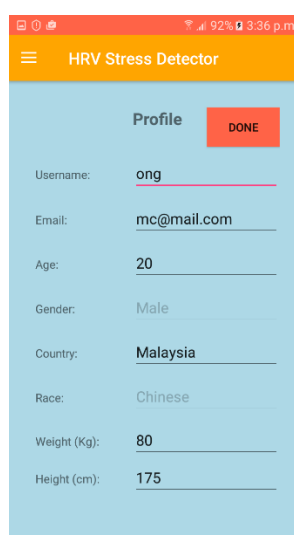 92% 3:36 p.m
HRV Stress Detector
Profile
DONE
Username: ong
Email: mc@mail.com
Age: 20
Gender: Male
Country: Malaysia
Race: Chinese
Weight (Kg): 80
Height (cm): 175